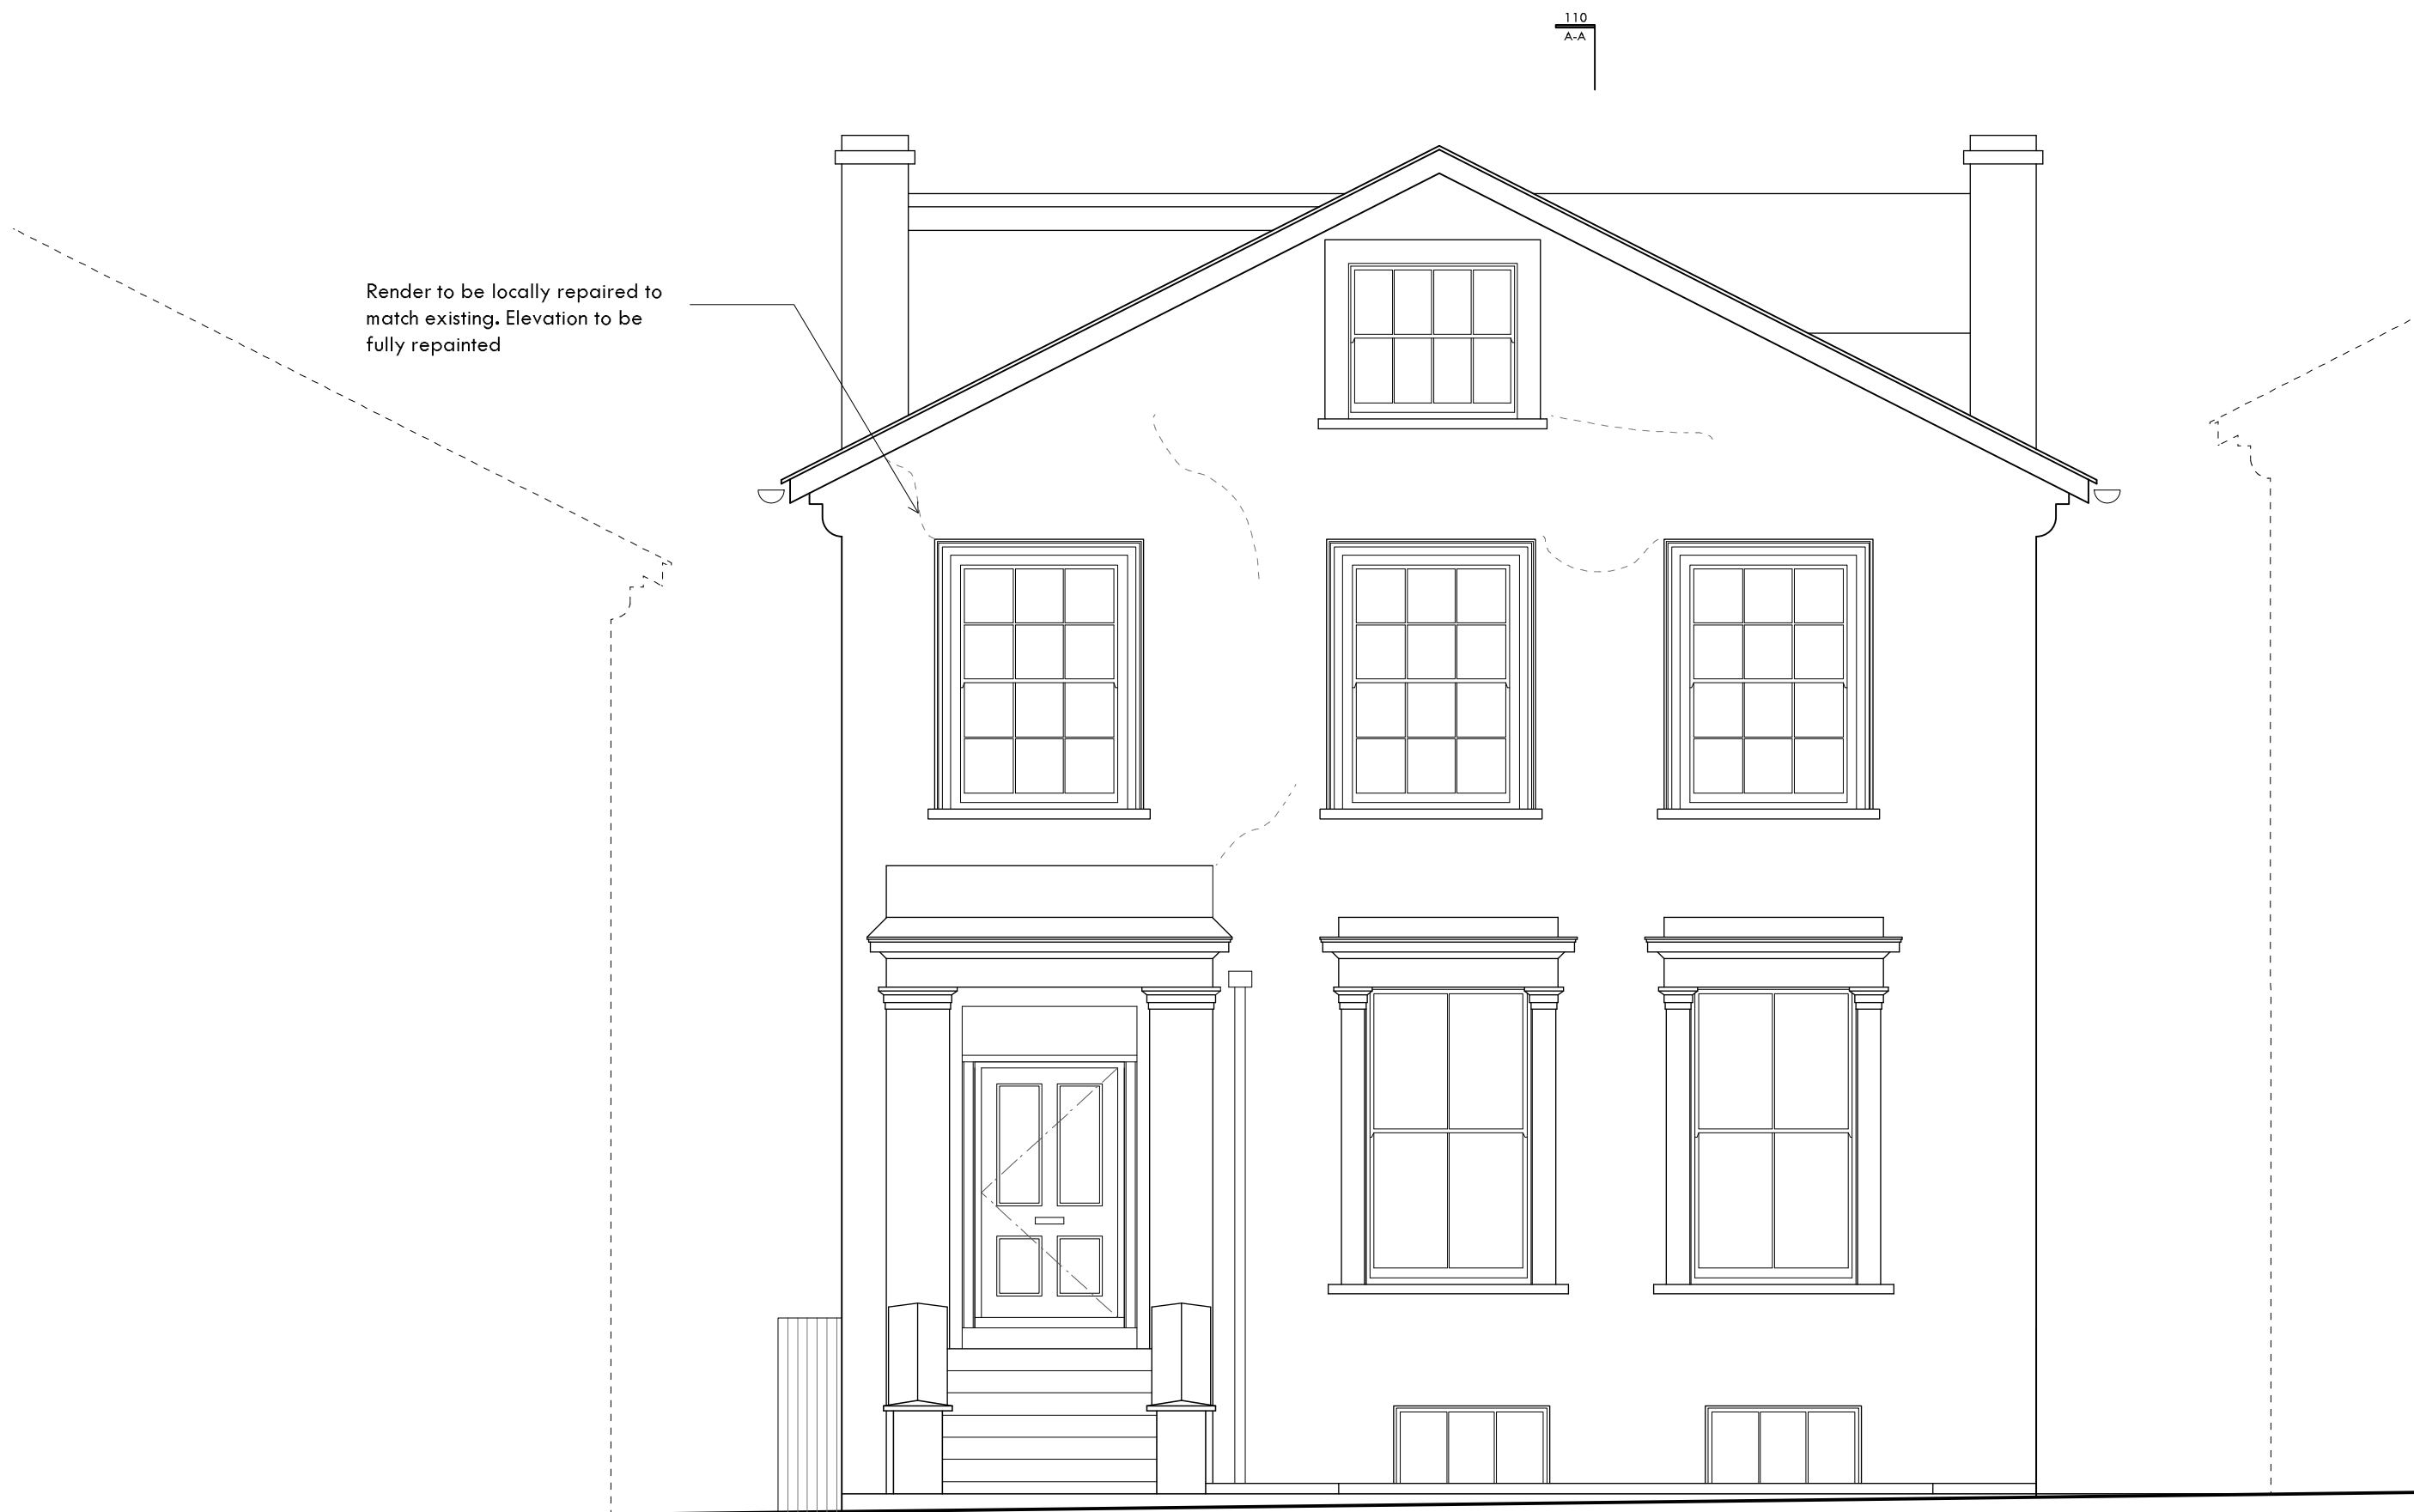 110
A-A
Render to be locally repaired to
match existing. Elevation to be
fully repainted